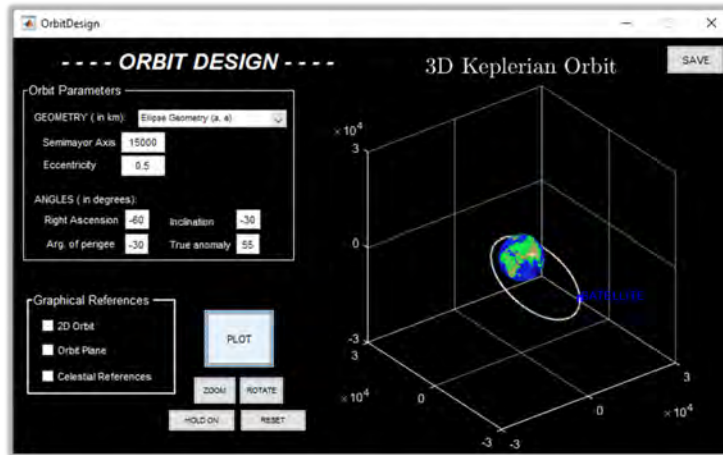 OrbitDesign
- - - - ORBIT DESIGN - - - -
Orbit Parameters
GEOMETRY ( in km): Ellipse Geometry (a, e)
Semimayor Axis 15000
Eccentricity 0.5
ANGLES ( in degrees):
Right Ascension -60 Inclination -30
Arg. of perigee -30 True anomaly 55
Graphical References
2D Orbit
Orbit Plane
Celestial References
PLOT
ZOOM ROTATE
HOLD ON RESET
3D Keplerian Orbit
SAVE
×10⁴
3
0
-3
3
×10⁴
0
-3
-3
0
×10⁴
3
SATELLITE